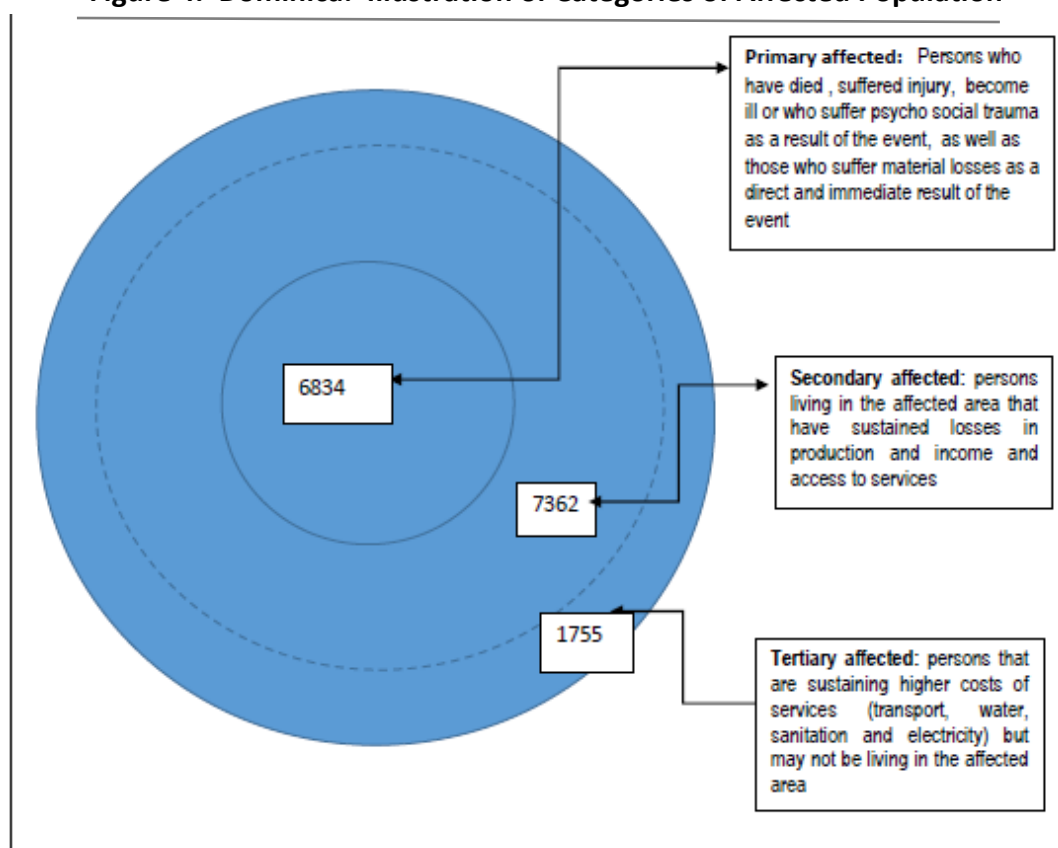 Figure 4: Dominica: Illustration of Categories of Affected Population
Primary affected: Persons who
have died , suffered injury, become
ill or who suffer psycho social trauma
as a result of the event, as well as
those who suffer material losses as a
direct and immediate result of the
event
6834
Secondary affected: persons
living in the affected area that
have sustained losses in
production and income and
access to services
7362
1755
Tertiary affected: persons that
are sustaining higher costs of
services (transport, water,
sanitation and electricity) but
may not be living in the affected
area